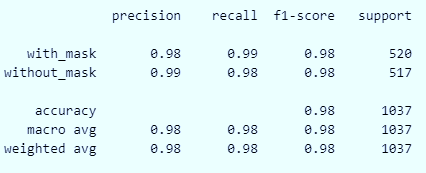 precision recall f1-score support
with_mask 0.98 0.99 0.98 520
without_mask 0.99 0.98 0.98 517
accuracy 0.98 1037
macro avg 0.98 0.98 0.98 1037
weighted avg 0.98 0.98 0.98 1037